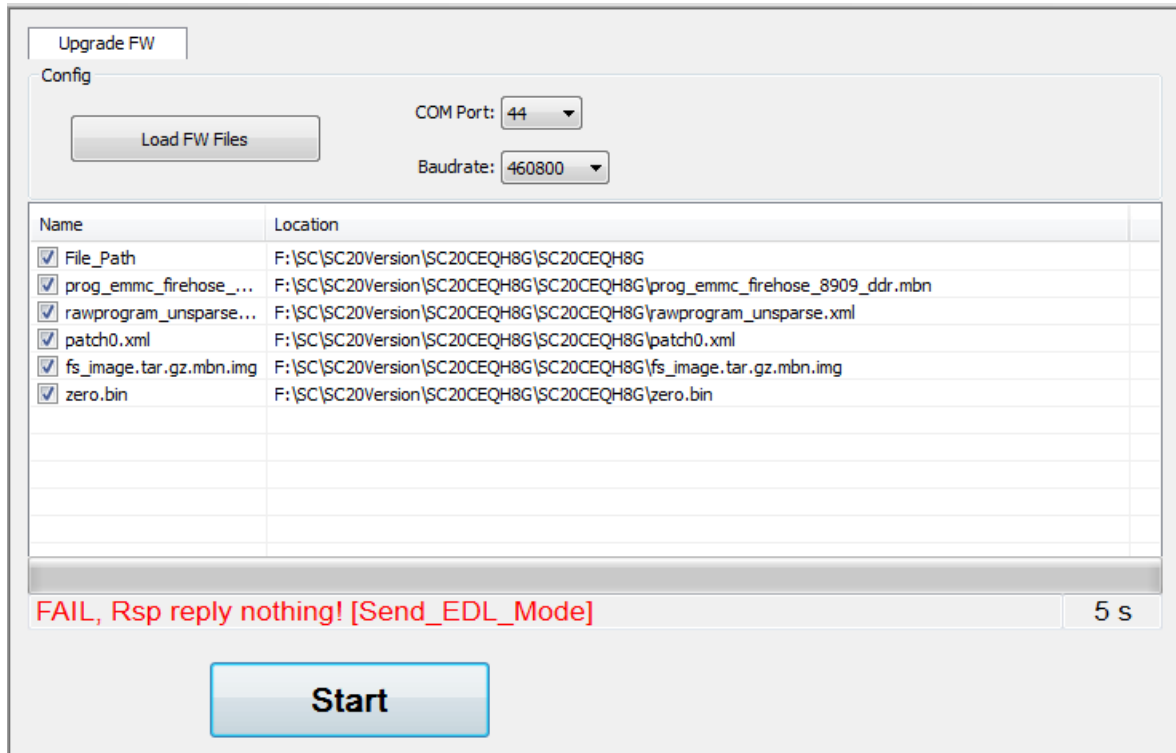 Upgrade FW
Config
Load FW Files
COM Port: 44
Baudrate: 460800
Name Location
File_Path F:\SC\SC20Version\SC20CEQH8G\SC20CEQH8G
prog_emmc_firehose_... F:\SC\SC20Version\SC20CEQH8G\SC20CEQH8G\prog_emmc_firehose_8909_ddr.mbn
rawprogram_unsparse... F:\SC\SC20Version\SC20CEQH8G\SC20CEQH8G\rawprogram_unsparse.xml
patch0.xml F:\SC\SC20Version\SC20CEQH8G\SC20CEQH8G\patch0.xml
fs_image.tar.gz.mbn.img F:\SC\SC20Version\SC20CEQH8G\SC20CEQH8G\fs_image.tar.gz.mbn.img
zero.bin F:\SC\SC20Version\SC20CEQH8G\SC20CEQH8G\zero.bin
FAIL, Rsp reply nothing! [Send_EDL_Mode] 5 s
Start